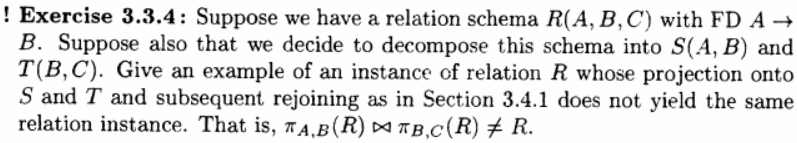 ! Exercise 3.3.4: Suppose we have a relation schema R(A, B, C) with FD A →
B. Suppose also that we decide to decompose this schema into S(A, B) and
T(B, C). Give an example of an instance of relation R whose projection onto
S and T and subsequent rejoining as in Section 3.4.1 does not yield the same
relation instance. That is, π_{A,B}(R) ⋈ π_{B,C}(R) ≠ R.